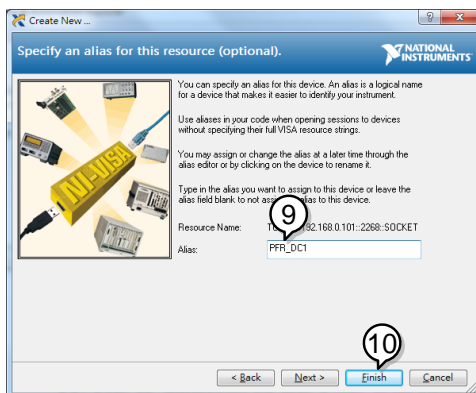 Create New ...
Specify an alias for this resource (optional).
NATIONAL
INSTRUMENTS
You can specify an alias for this device. An alias is a logical name
for a device that makes it easier to identify your instrument.
Use aliases in your code when opening sessions to devices
without specifying their full VISA resource strings.
You may assign or change the alias at a later time through the
alias editor or by clicking on the device to rename it.
Type in the alias you want to assign to this device or leave the
alias field blank to not alias to this device.
NI-VISA
9
Resource Name: 92.168.0.101::2268::SOCKET
Alias: PFR_DC1
10
< Back Next > Finish Cancel